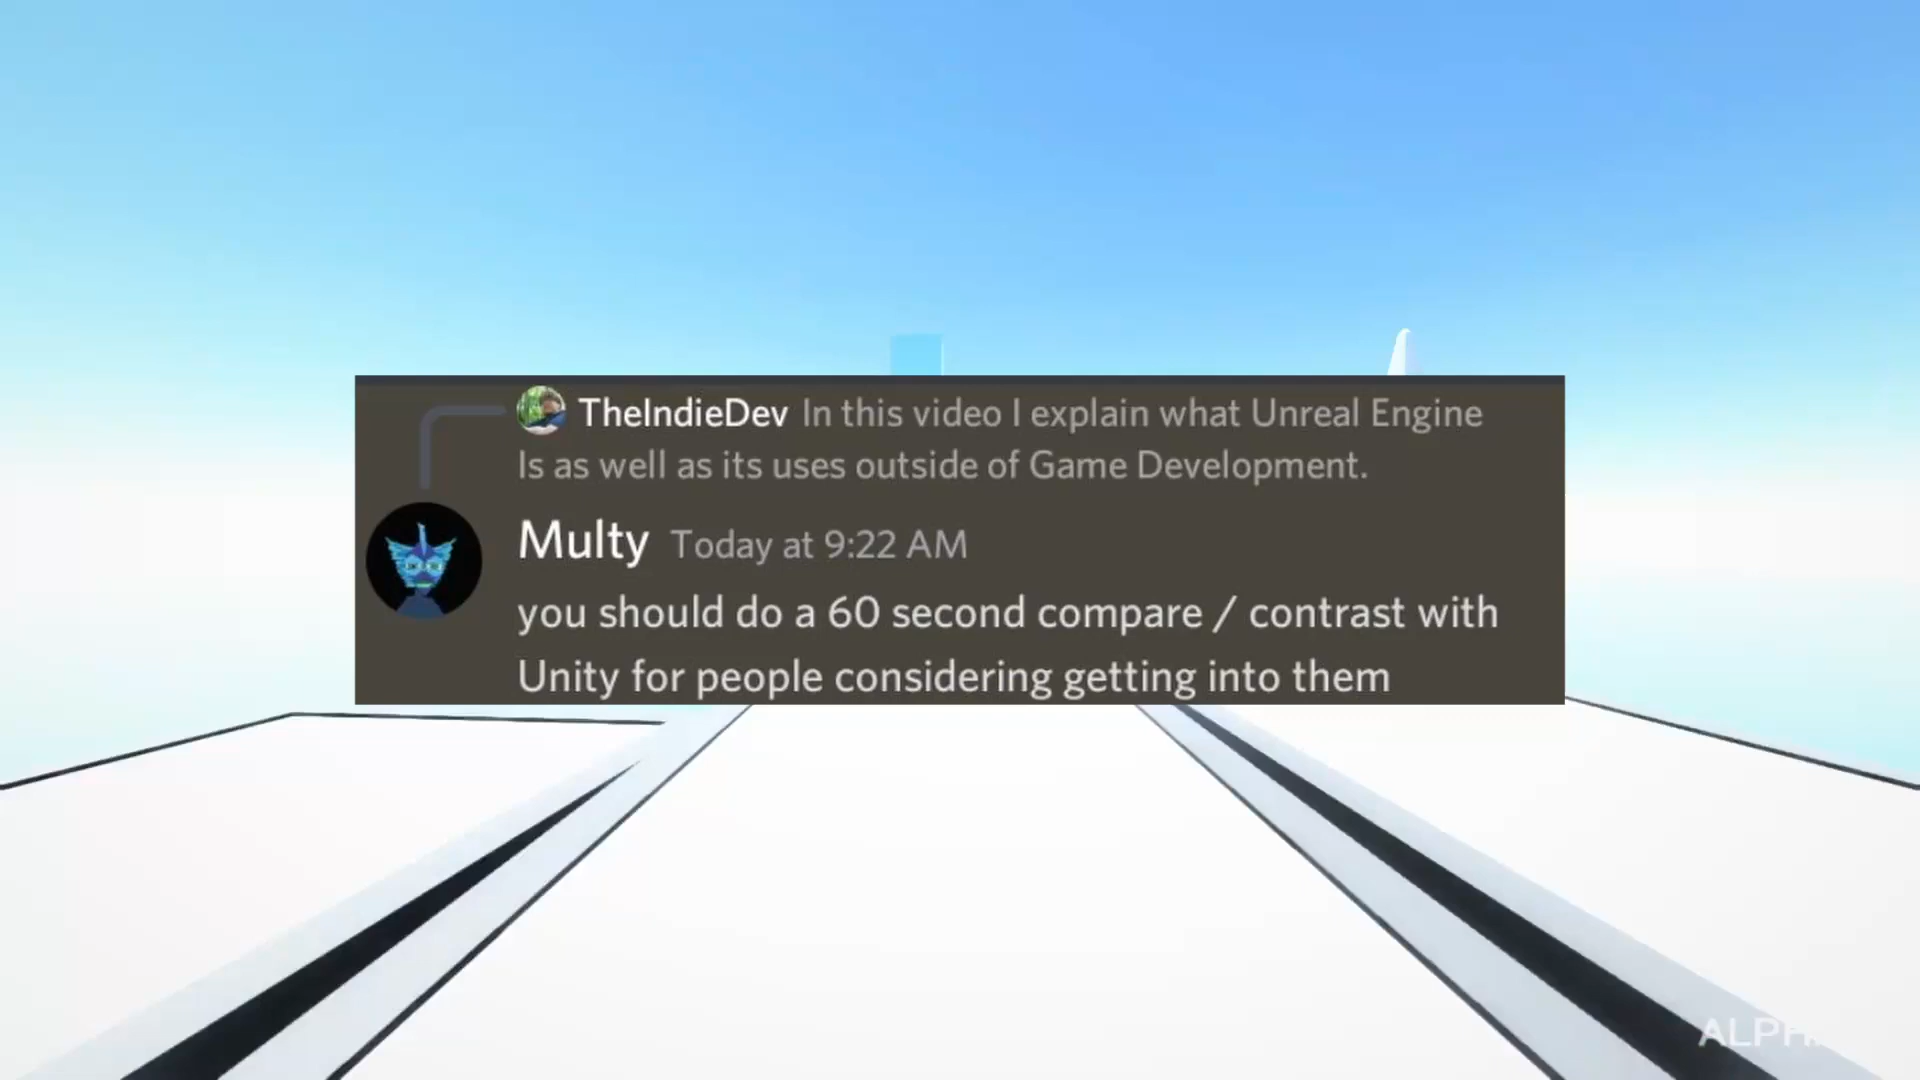 TheIndieDev In this video I explain what Unreal Engine
Is as well as its uses outside of Game Development.
Multy Today at 9:22 AM
you should do a 60 second compare / contrast with
Unity for people considering getting into them
ALPH